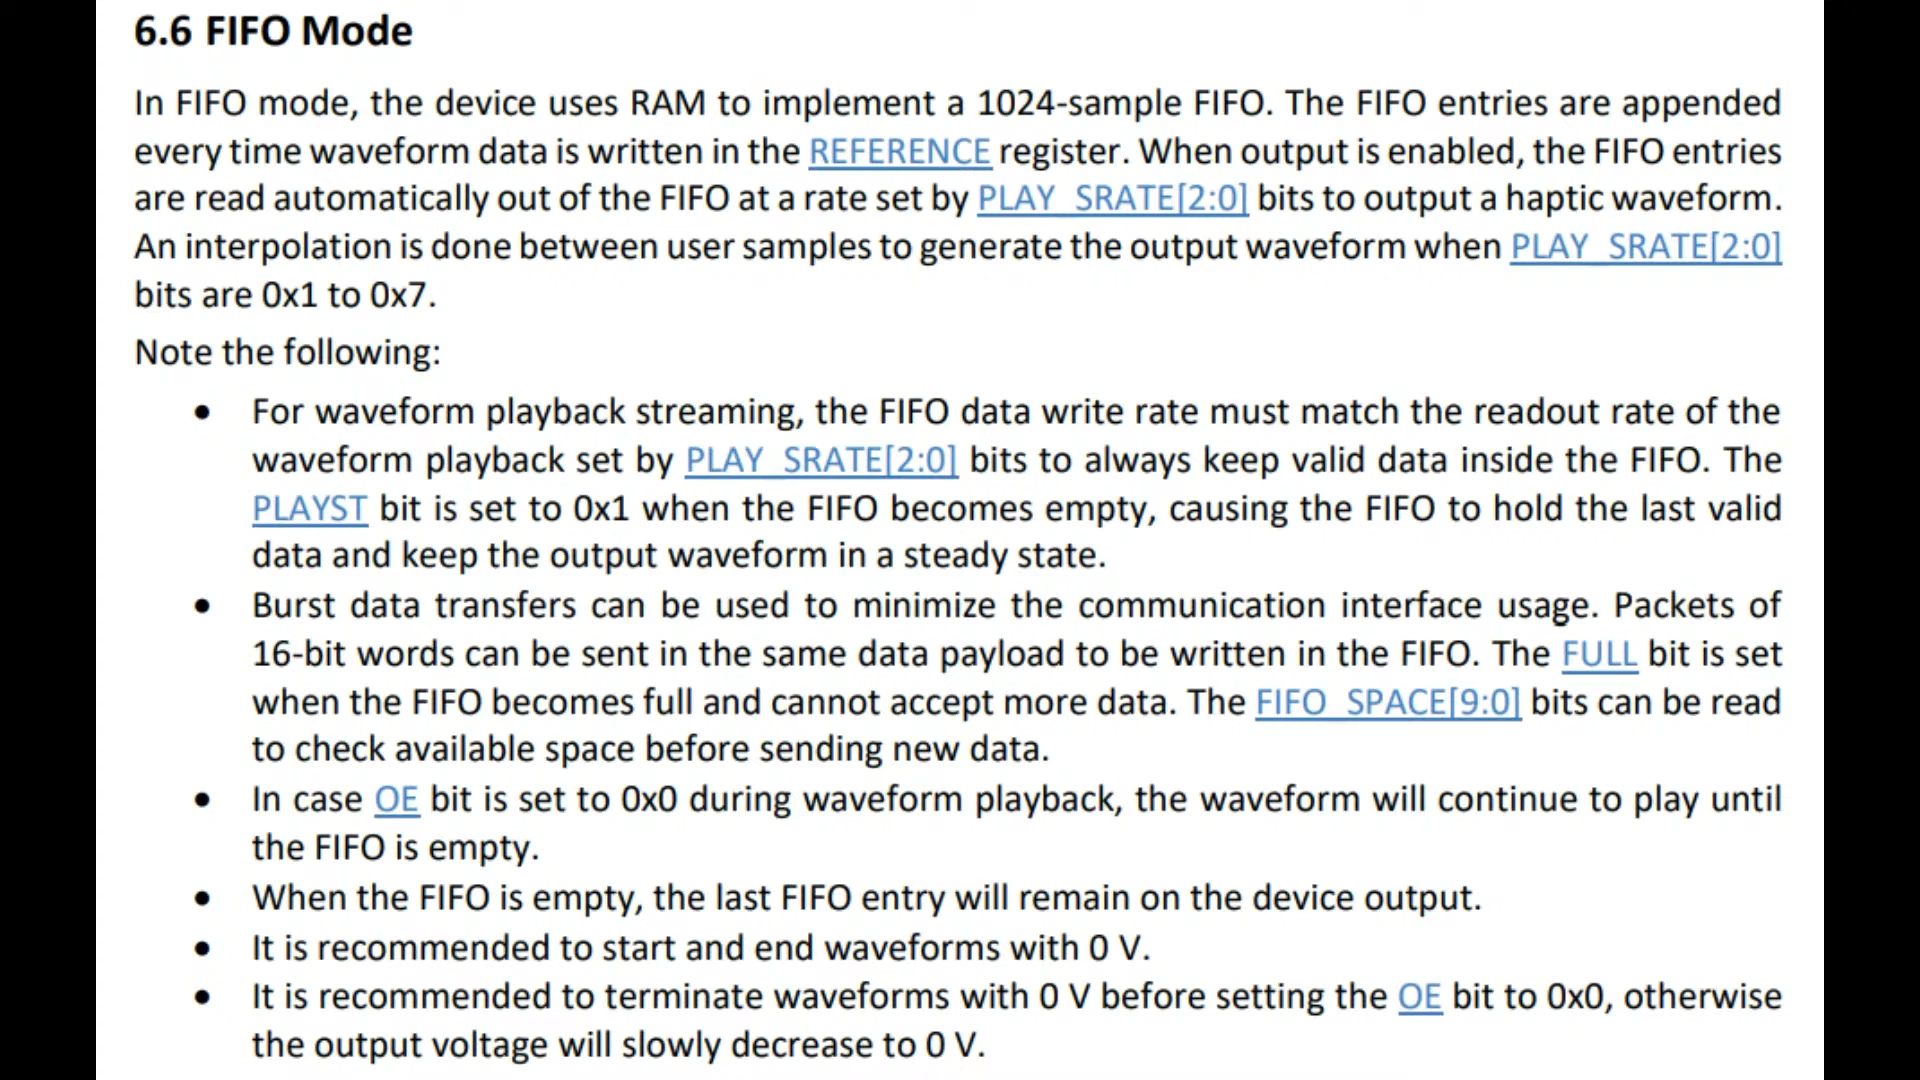 6.6 FIFO Mode
In FIFO mode, the device uses RAM to implement a 1024-sample FIFO. The FIFO entries are appended
every time waveform data is written in the REFERENCE register. When output is enabled, the FIFO entries
are read automatically out of the FIFO at a rate set by PLAY_SRATE[2:0] bits to output a haptic waveform.
An interpolation is done between user samples to generate the output waveform when PLAY_SRATE[2:0]
bits are 0x1 to 0x7.
Note the following:
• For waveform playback streaming, the FIFO data write rate must match the readout rate of the
waveform playback set by PLAY_SRATE[2:0] bits to always keep valid data inside the FIFO. The
PLAYST bit is set to 0x1 when the FIFO becomes empty, causing the FIFO to hold the last valid
data and keep the output waveform in a steady state.
• Burst data transfers can be used to minimize the communication interface usage. Packets of
16-bit words can be sent in the same data payload to be written in the FIFO. The FULL bit is set
when the FIFO becomes full and cannot accept more data. The FIFO_SPACE[9:0] bits can be read
to check available space before sending new data.
• In case OE bit is set to 0x0 during waveform playback, the waveform will continue to play until
the FIFO is empty.
• When the FIFO is empty, the last FIFO entry will remain on the device output.
• It is recommended to start and end waveforms with 0 V.
• It is recommended to terminate waveforms with 0 V before setting the OE bit to 0x0, otherwise
the output voltage will slowly decrease to 0 V.